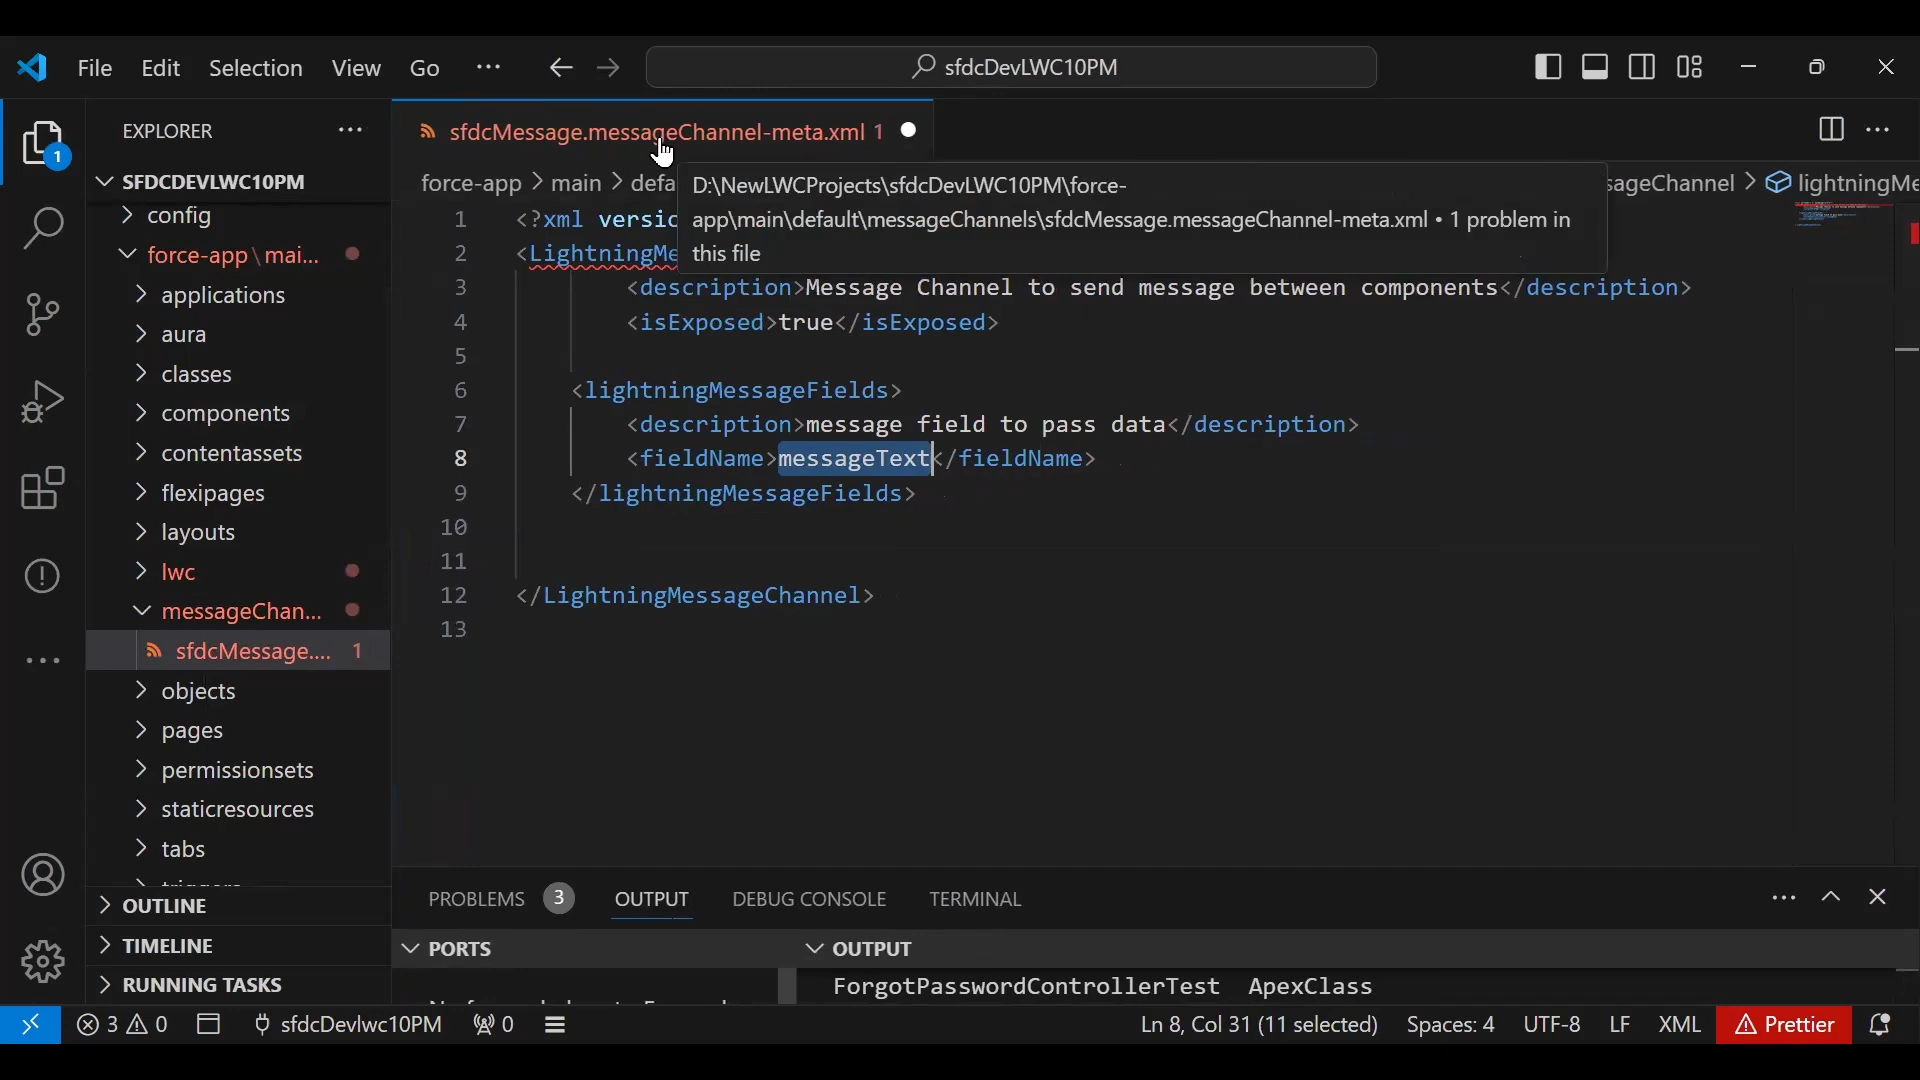 File Edit Selection View Go ··· sfdcDevLWC10PM
EXPLORER ···
sfdcMessage.messageChannel-meta.xml 1
SFDCDEVLWC10PM
config
force-app\mai...
applications
aura
classes
components
contentassets
flexipages
layouts
lwc
messageChan...
sfdcMessage.... 1
objects
pages
permissionsets
staticresources
tabs
OUTLINE
TIMELINE
RUNNING TASKS
1
force-app > main > defa
sageChannel > lightningMe
D:\NewLWCProjects\sfdcDevLWC10PM\force-
app\main\default\messageChannels\sfdcMessage.messageChannel-meta.xml • 1 problem in
this file
1 <?xml versic
2 <LightningMe
3 <description>Message Channel to send message between components</description>
4 <isExposed>true</isExposed>
5
6 <lightningMessageFields>
7 <description>message field to pass data</description>
8 <fieldName>messageText</fieldName>
9 </lightningMessageFields>
10
11
12 </LightningMessageChannel>
13
PROBLEMS 3 OUTPUT DEBUG CONSOLE TERMINAL ···
PORTS
OUTPUT
ForgotPasswordControllerTest ApexClass
3 0 sfdcDevlwc10PM 0 Ln 8, Col 31 (11 selected) Spaces: 4 UTF-8 LF XML Prettier